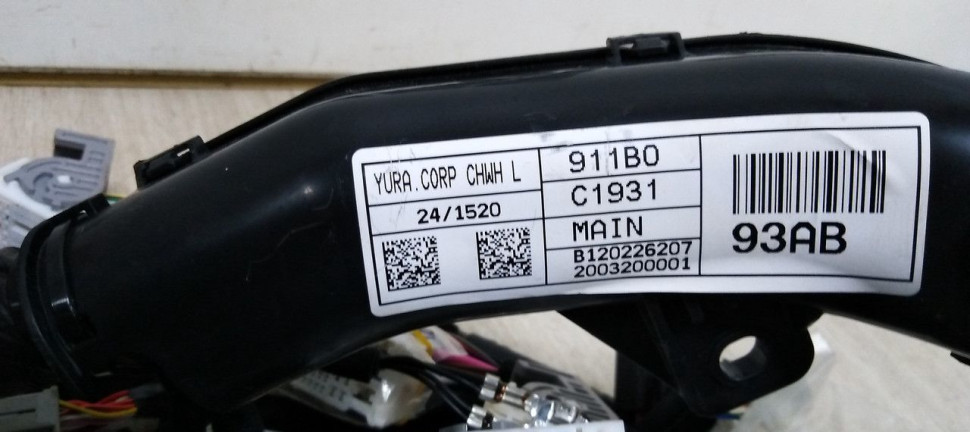 YURA.CORP CHWH L
24/1520
911B0
C1931
MAIN
B120226207
2003200001
93AB